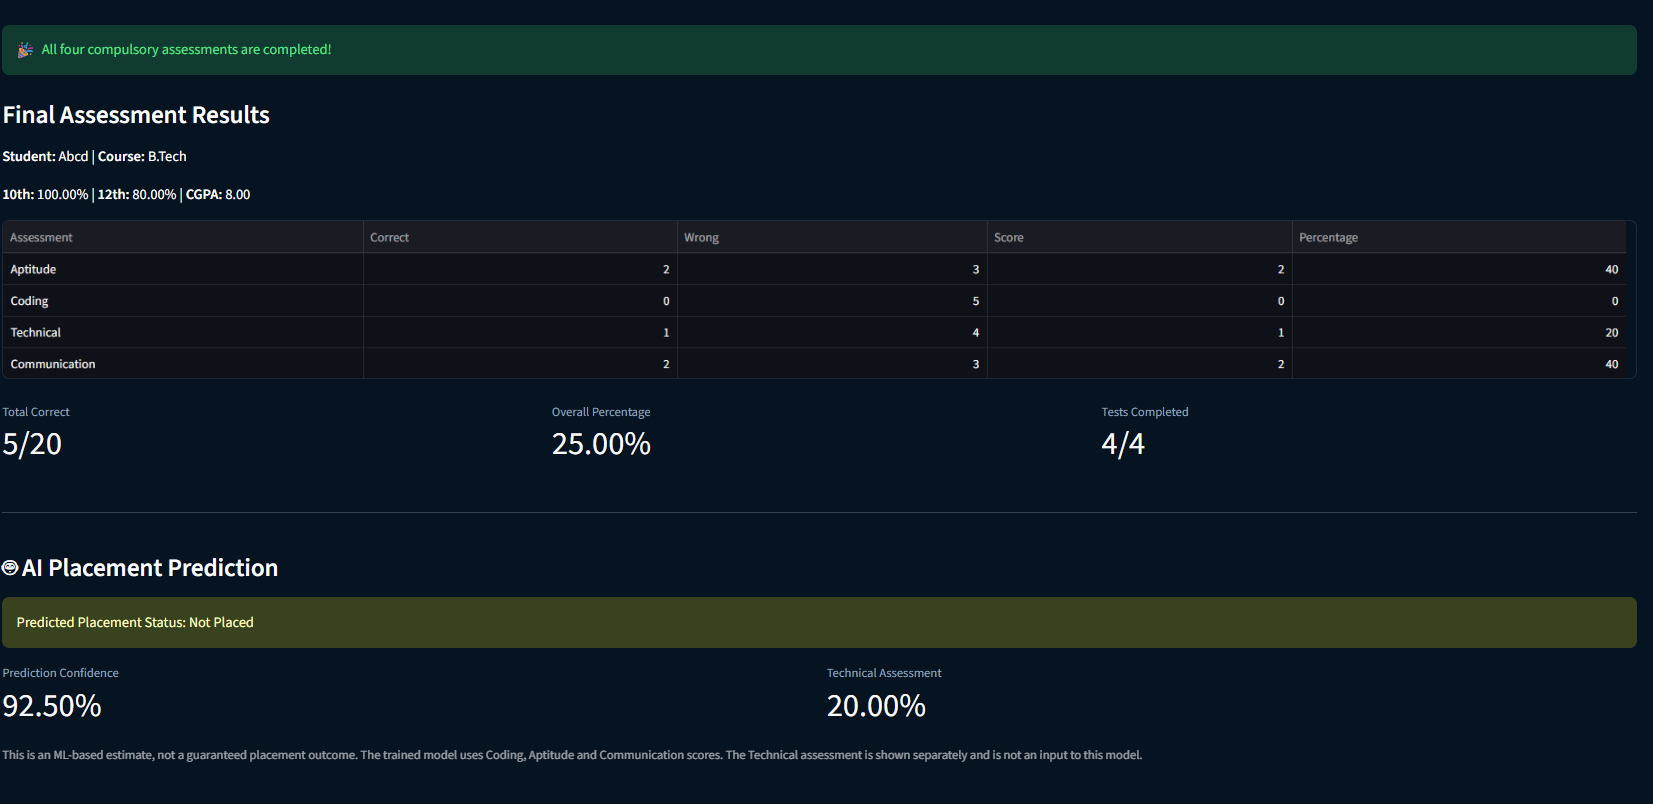 🎉 All four compulsory assessments are completed!
Final Assessment Results
Student: Abcd | Course: B.Tech
10th: 100.00% | 12th: 80.00% | CGPA: 8.00
Assessment Correct Wrong Score Percentage
Aptitude 2 3 2 40
Coding 0 5 0 0
Technical 1 4 1 20
Communication 2 3 2 40
Total Correct Overall Percentage Tests Completed
5/20 25.00% 4/4
AI Placement Prediction
Predicted Placement Status: Not Placed
Prediction Confidence Technical Assessment
92.50% 20.00%
This is an ML-based estimate, not a guaranteed placement outcome. The trained model uses Coding, Aptitude and Communication scores. The Technical assessment is shown separately and is not an input to this model.